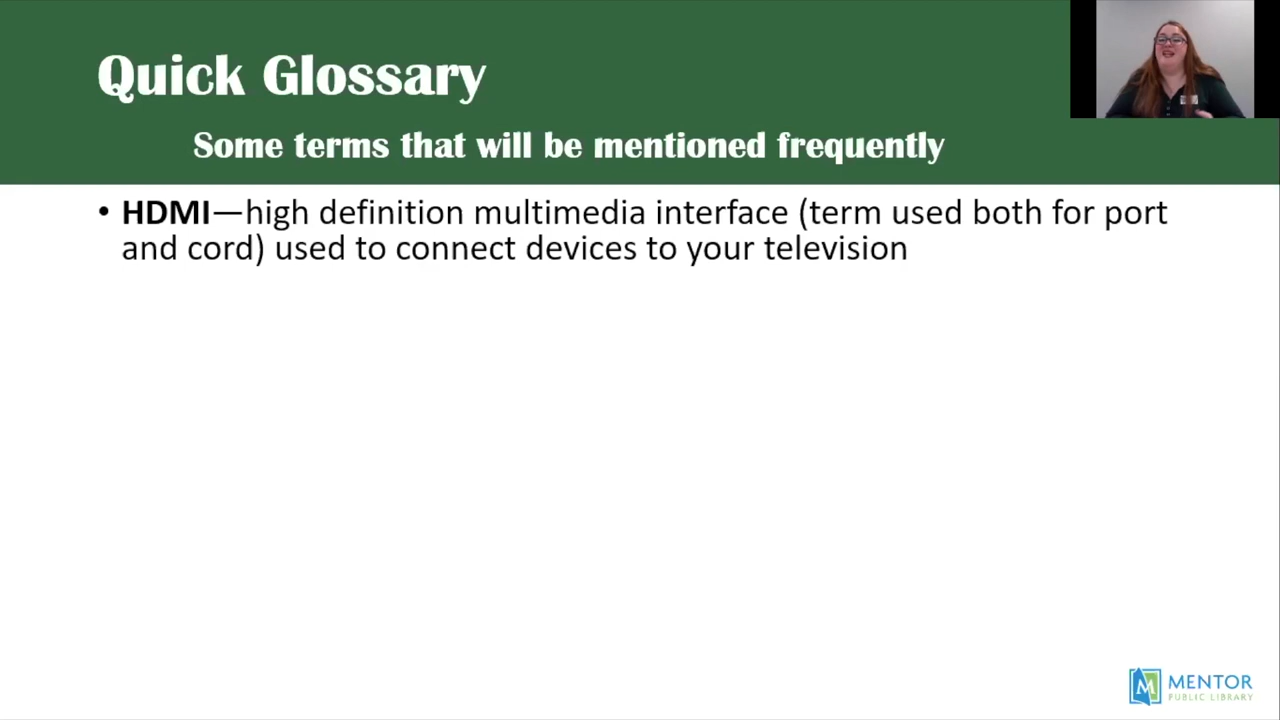 Quick Glossary
Some terms that will be mentioned frequently
• HDMI—high definition multimedia interface (term used both for port
and cord) used to connect devices to your television
M MENTOR
PUBLIC LIBRARY